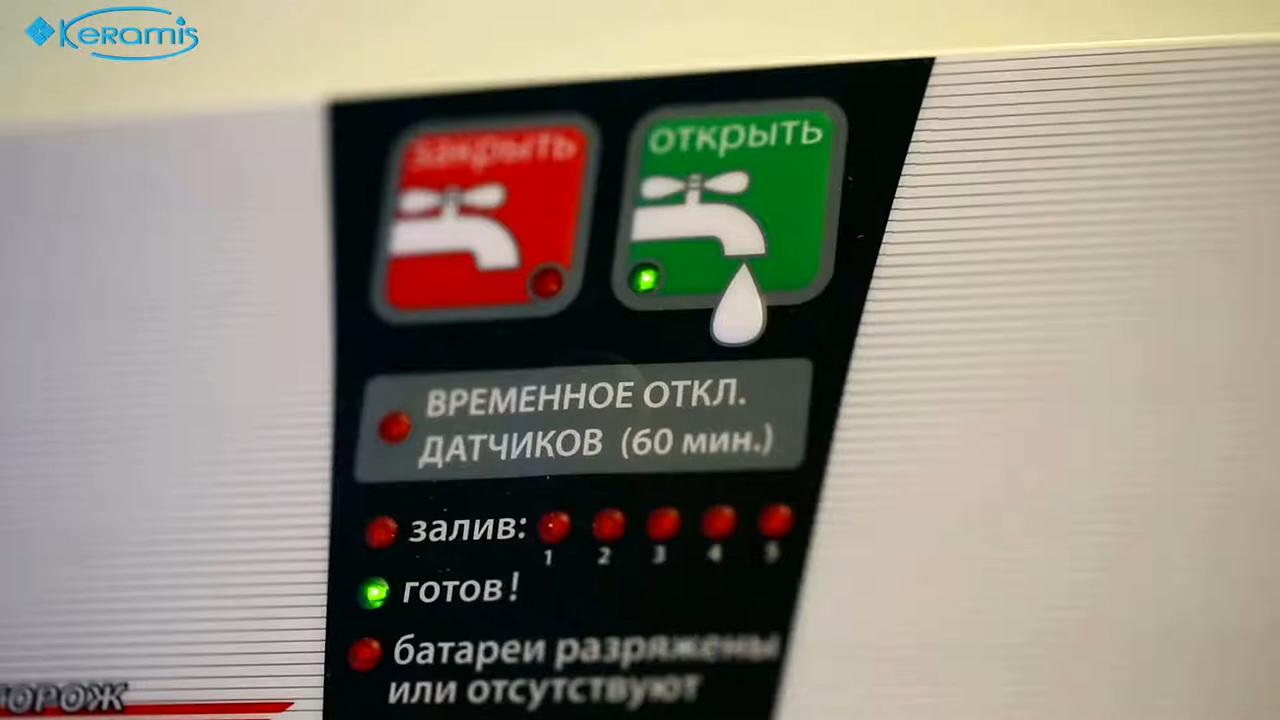 Keramis
закрыть
открыть
ВРЕМЕННОЕ ОТКЛ.
ДАТЧИКОВ (60 мин.)
залив:
1 2 3 4 5
готов!
батареи разряжены
или отсутствуют